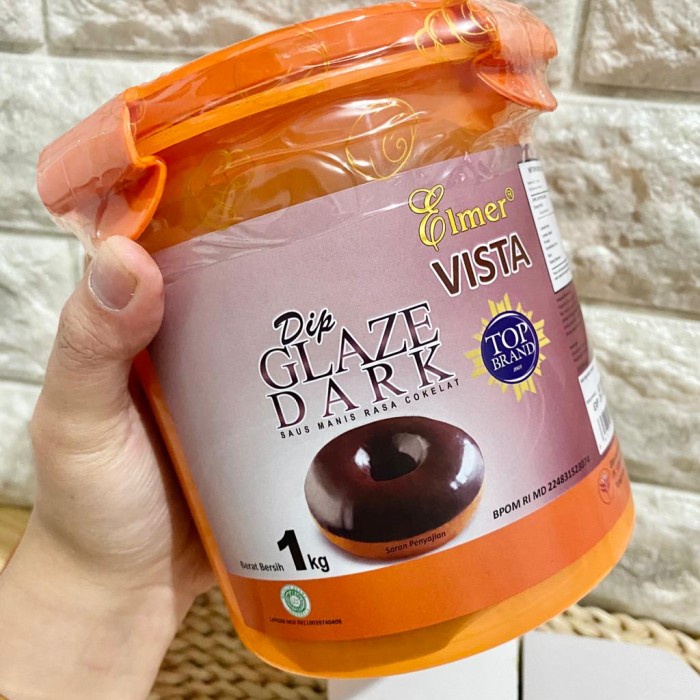 Elmer®
VISTA
TOP
BRAND
Dip
GLAZE
DARK
SAUS MANIS RASA COKELAT
Saran Penyajian
BPOM RI MD 224831523074
Berat Bersih 1kg